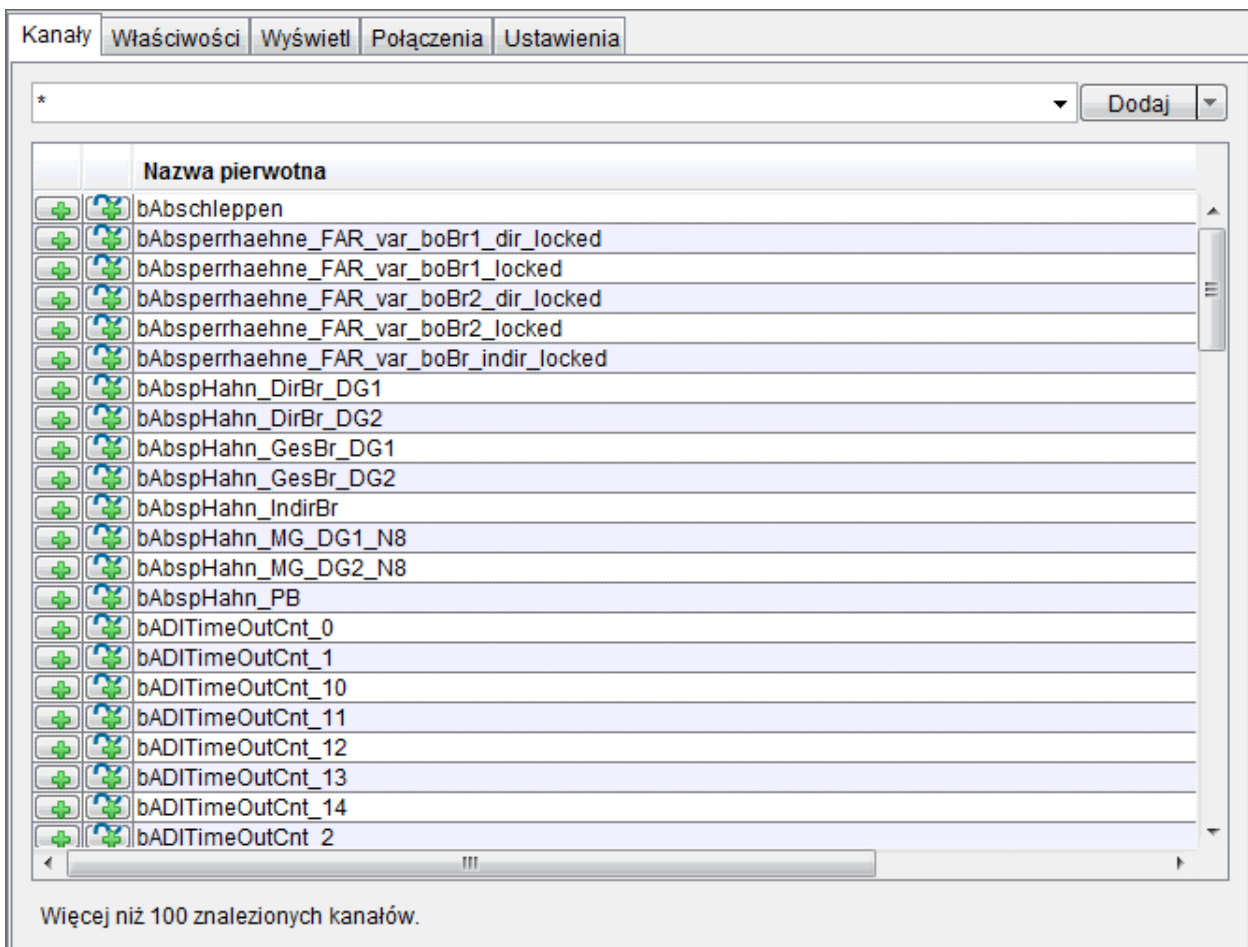 Kanały Właściwości Wyświetl Połączenia Ustawienia
* Dodaj
Nazwa pierwotna
bAbschleppen
bAbsperrhaehne_FAR_var_boBr1_dir_locked
bAbsperrhaehne_FAR_var_boBr1_locked
bAbsperrhaehne_FAR_var_boBr2_dir_locked
bAbsperrhaehne_FAR_var_boBr2_locked
bAbsperrhaehne_FAR_var_boBr_indir_locked
bAbspHahn_DirBr_DG1
bAbspHahn_DirBr_DG2
bAbspHahn_GesBr_DG1
bAbspHahn_GesBr_DG2
bAbspHahn_IndirBr
bAbspHahn_MG_DG1_N8
bAbspHahn_MG_DG2_N8
bAbspHahn_PB
bADITimeOutCnt_0
bADITimeOutCnt_1
bADITimeOutCnt_10
bADITimeOutCnt_11
bADITimeOutCnt_12
bADITimeOutCnt_13
bADITimeOutCnt_14
bADITimeOutCnt_2
Więcej niż 100 znalezionych kanałów.